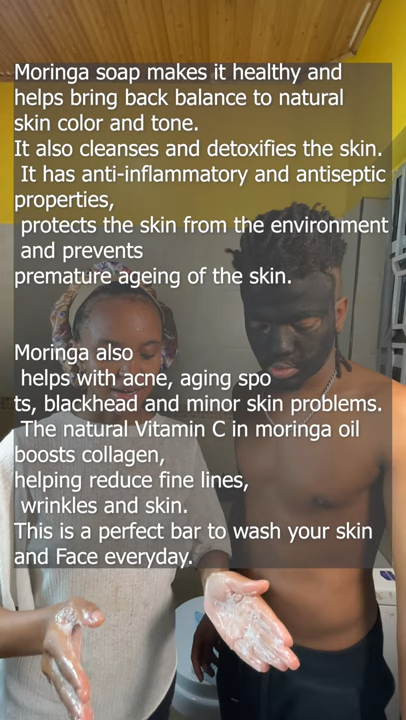 Moringa soap makes it healthy and
helps bring back balance to natural
skin color and tone.
It also cleanses and detoxifies the skin.
It has anti-inflammatory and antiseptic
properties,
protects the skin from the environment
and prevents
premature ageing of the skin.
Moringa also
helps with acne, aging spo
ts, blackhead and minor skin problems.
The natural Vitamin C in moringa oil
boosts collagen,
helping reduce fine lines,
wrinkles and skin.
This is a perfect bar to wash your skin
and Face everyday.